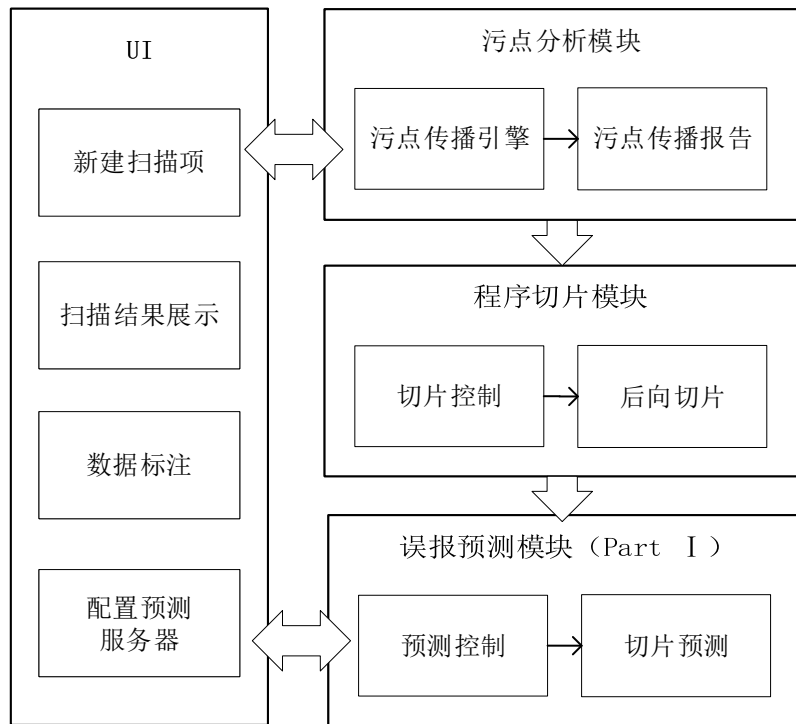 UI
新建扫描项
扫描结果展示
数据标注
配置预测
服务器
污点分析模块
污点传播引擎
污点传播报告
程序切片模块
切片控制
后向切片
误报预测模块（Part Ⅰ）
预测控制
切片预测